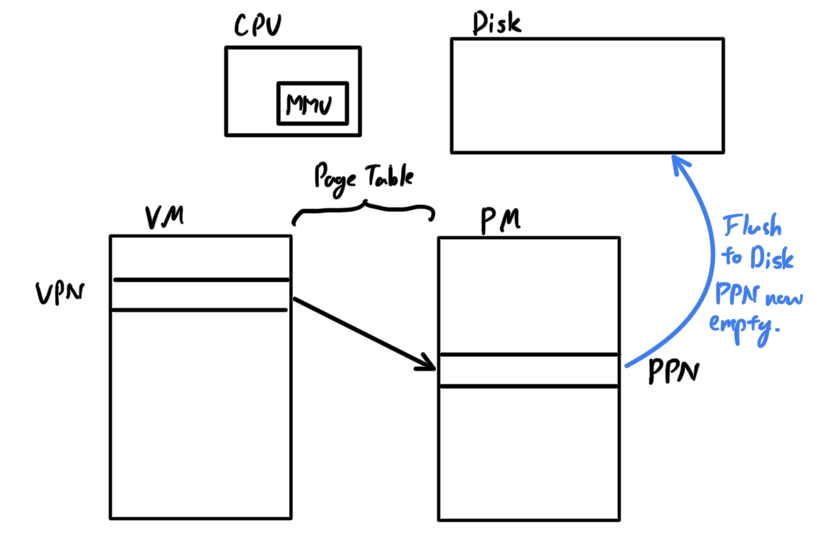 CPU
Disk
MMU
Page Table
VM
PM
Flush
to Disk
PPN now
empty.
VPN
PPN